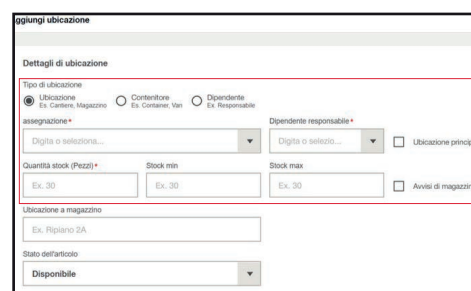 ggiungi ubicazione
Dettagli di ubicazione
Tipo di ubicazione
Ubicazione Contenitore Dipendente
Es. Cantiere, Magazzino Es. Container, Van Es. Responsabile
assegnazione• Dipendente responsabile•
Digita o seleziona... Digita o selezio... Ubicazione princip
Quantità stock (Pezzi)• Stock min Stock max
Ex. 30 Ex. 30 Ex. 30 Avvisi di magazzin
Ubicazione a magazzino
Ex. Ripiano 2A
Stato dell'articolo
Disponibile